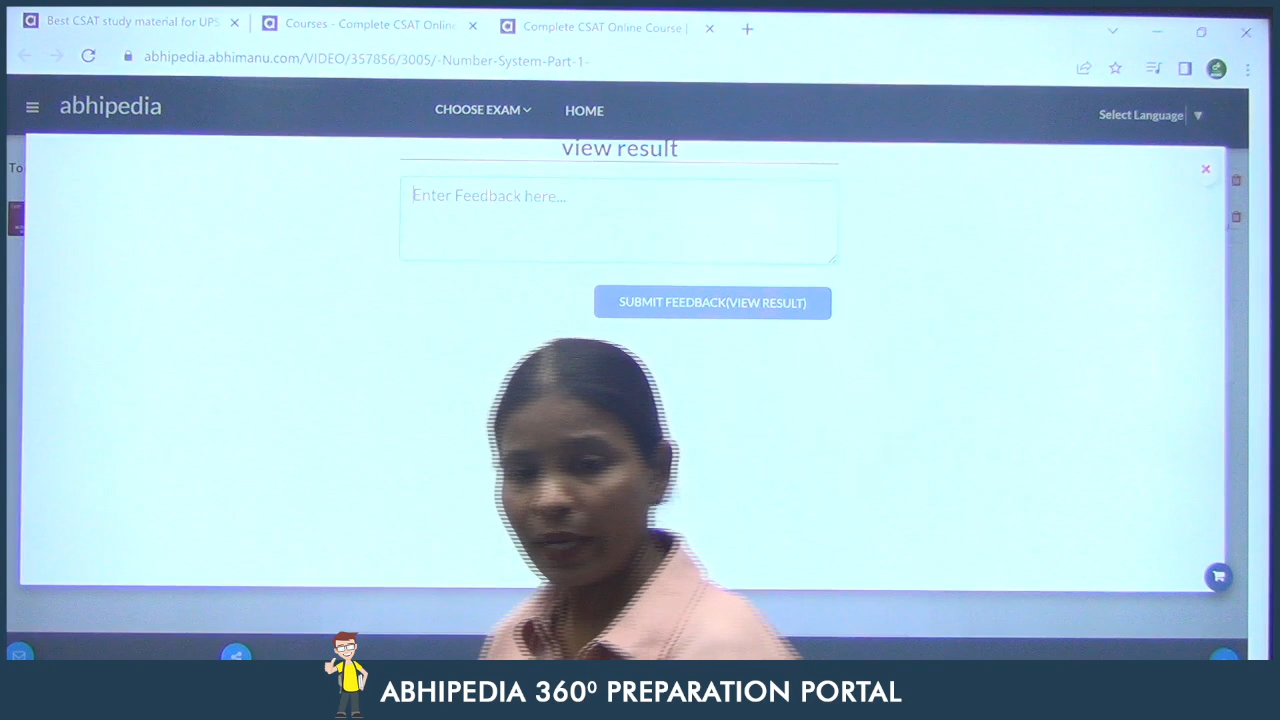 Best CSAT study material for UPS
Courses - Complete CSAT Online
Complete CSAT Online Course |
abhipedia.abhimanu.com/VIDEO/357856/3005/-Number-System-Part-1-
abhipedia
CHOOSE EXAM
HOME
Select Language
To
view result
Enter Feedback here...
SUBMIT FEEDBACK(VIEW RESULT)
ABHIPEDIA 360⁰ PREPARATION PORTAL